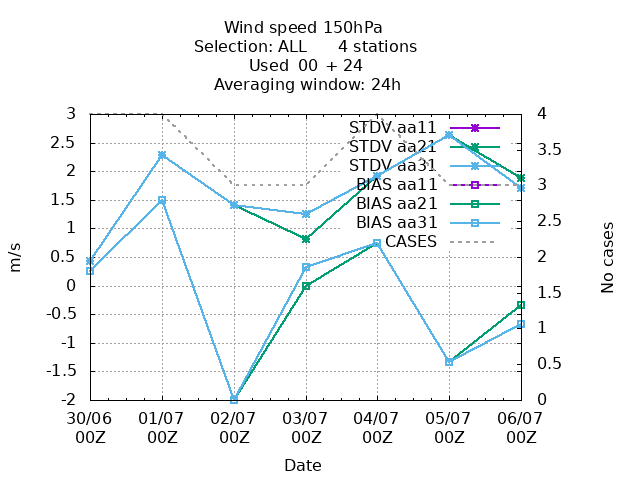 Wind speed 150hPa
Selection: ALL 4 stations
Used 00 + 24
Averaging window: 24h
3
2.5
2
1.5
1
0.5
0
-0.5
-1
-1.5
-2
m/s
4
3.5
3
2.5
2
1.5
1
0.5
0
No cases
STDV aa11
STDV aa21
STDV aa31
BIAS aa11
BIAS aa21
BIAS aa31
CASES
30/06 01/07 02/07 03/07 04/07 05/07 06/07
00Z 00Z 00Z 00Z 00Z 00Z 00Z
Date